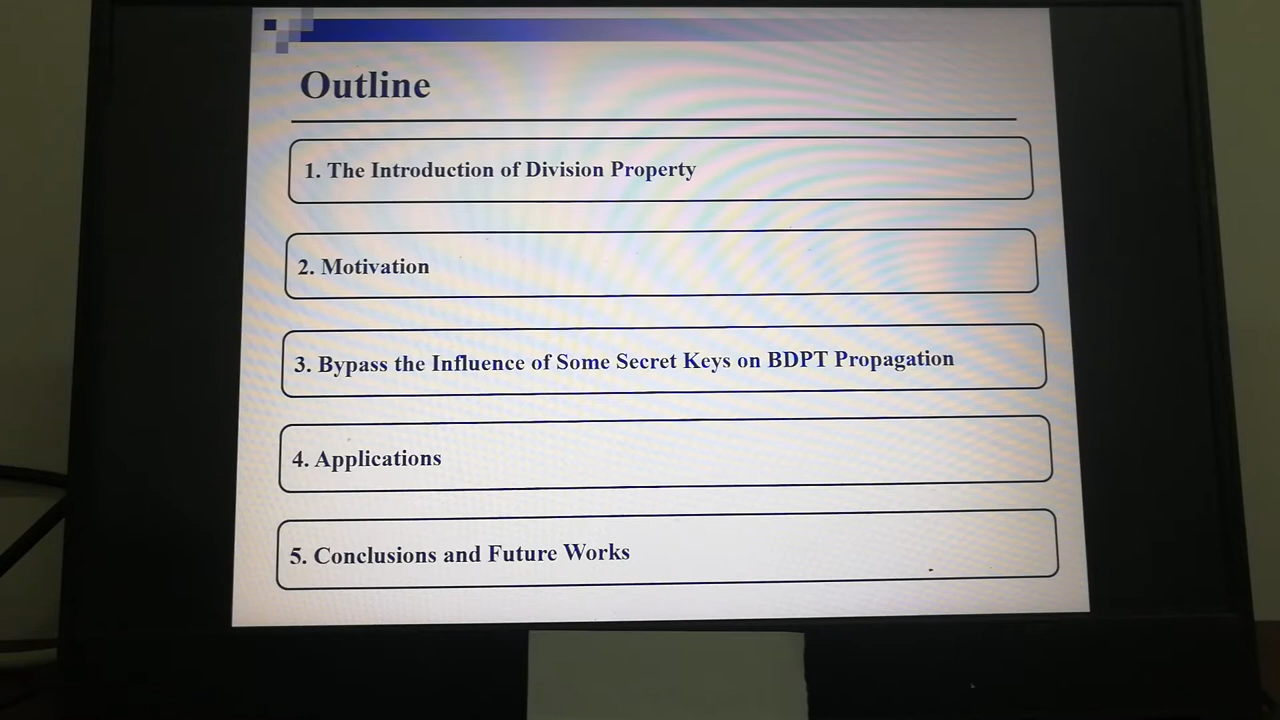 Outline
1. The Introduction of Division Property
2. Motivation
3. Bypass the Influence of Some Secret Keys on BDPT Propagation
4. Applications
5. Conclusions and Future Works